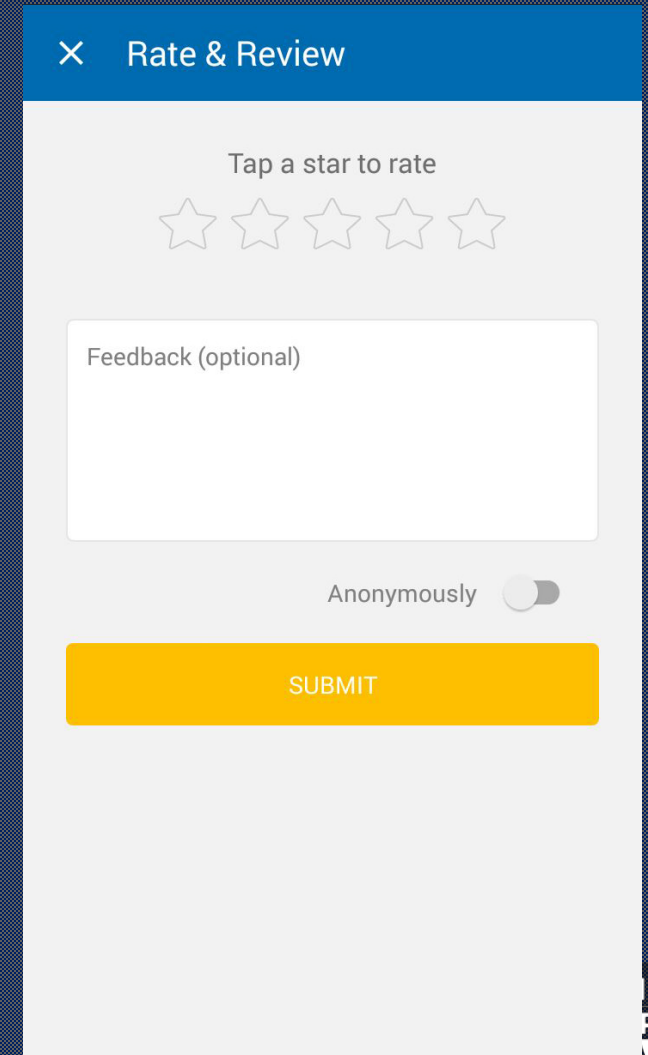 Rate & Review
Tap a star to rate
Feedback (optional)
Anonymously
SUBMIT